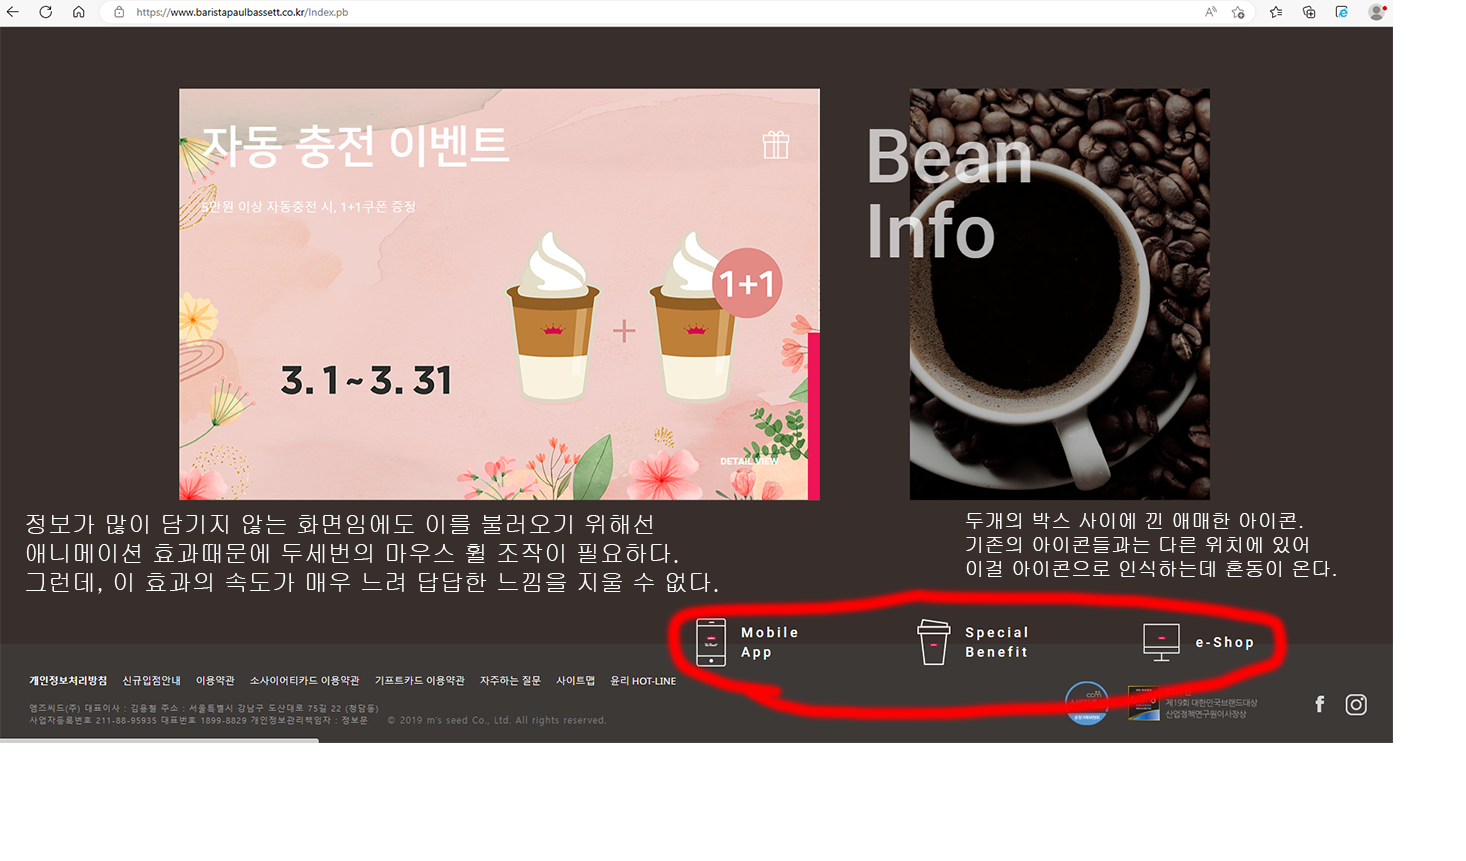 https://www.baristapaulbassett.co.kr/Index.pb
자동 충전 이벤트
5만원 이상 자동충전 시, 1+1쿠폰 증정
1+1
+
3. 1 ~ 3. 31
DETAIL VIEW
Bean
Info
정보가 많이 담기지 않는 화면임에도 이를 불러오기 위해선
애니메이션 효과때문에 두세번의 마우스 휠 조작이 필요하다.
그런데, 이 효과의 속도가 매우 느려 답답한 느낌을 지울 수 없다.
두개의 박스 사이에 낀 애매한 아이콘.
기존의 아이콘들과는 다른 위치에 있어
이걸 아이콘으로 인식하는데 혼동이 온다.
Mobile
App
Special
Benefit
e-Shop
개인정보처리방침 신규입점안내 이용약관 소사이어티카드 이용약관 기프트카드 이용약관 자주하는 질문 사이트맵 윤리 HOT-LINE
엠즈씨드(주) 대표이사 : 김용철 주소 : 서울특별시 강남구 도산대로 75길 22 (청담동)
사업자등록번호 211-88-95935 대표번호 1899-8829 개인정보관리책임자 : 정보문 © 2019 m's seed Co., Ltd. All rights reserved.
CCM
제19회 대한민국브랜드대상
산업정책연구원이사장상